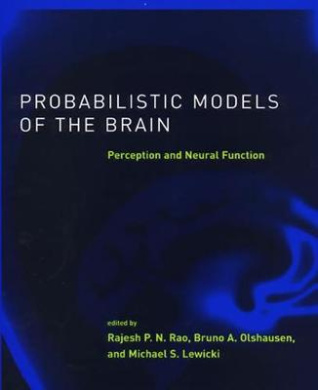 PROBABILISTIC MODELS
OF THE BRAIN
Perception and Neural Function
edited by
Rajesh P. N. Rao, Bruno A. Olshausen,
and Michael S. Lewicki